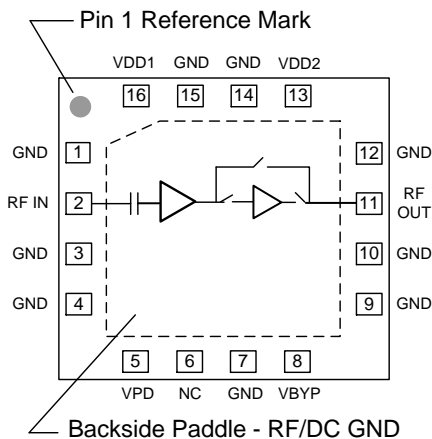 Pin 1 Reference Mark
VDD1 GND GND VDD2
16 15 14 13
GND 1 12 GND
RF IN 2 11 RF OUT
GND 3 10 GND
GND 4 9 GND
5 6 7 8
VPD NC GND VBYP
Backside Paddle - RF/DC GND